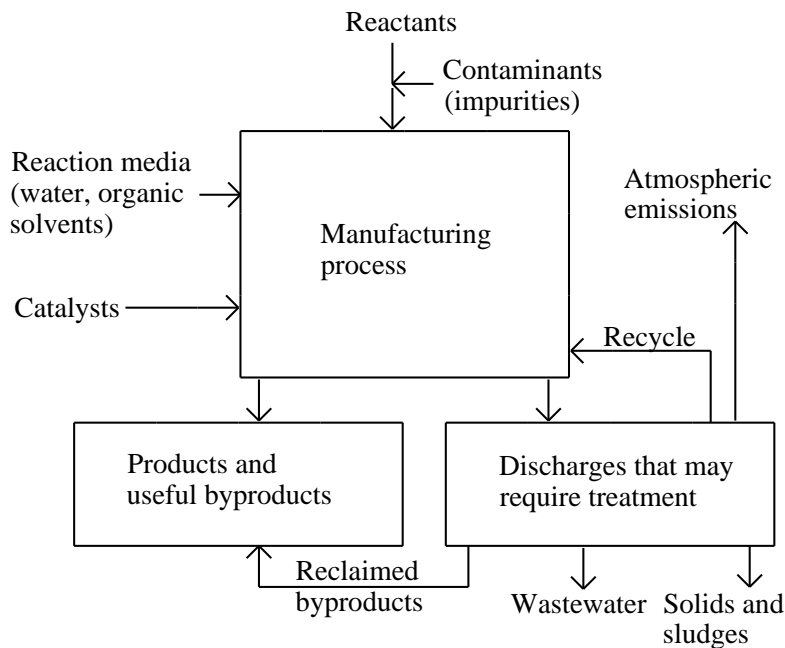 Reactants
Contaminants
(impurities)
Reaction media
(water, organic
solvents)
Atmospheric
emissions
Manufacturing
process
Catalysts
Recycle
Products and
useful byproducts
Discharges that may
require treatment
Reclaimed
byproducts
Wastewater
Solids and
sludges